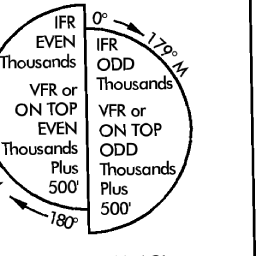 IFR
EVEN
Thousands
VFR or
ON TOP
EVEN
Thousands
Plus
500'
0°
179° M
IFR
ODD
Thousands
VFR or
ON TOP
ODD
Thousands
Plus
500'
180°